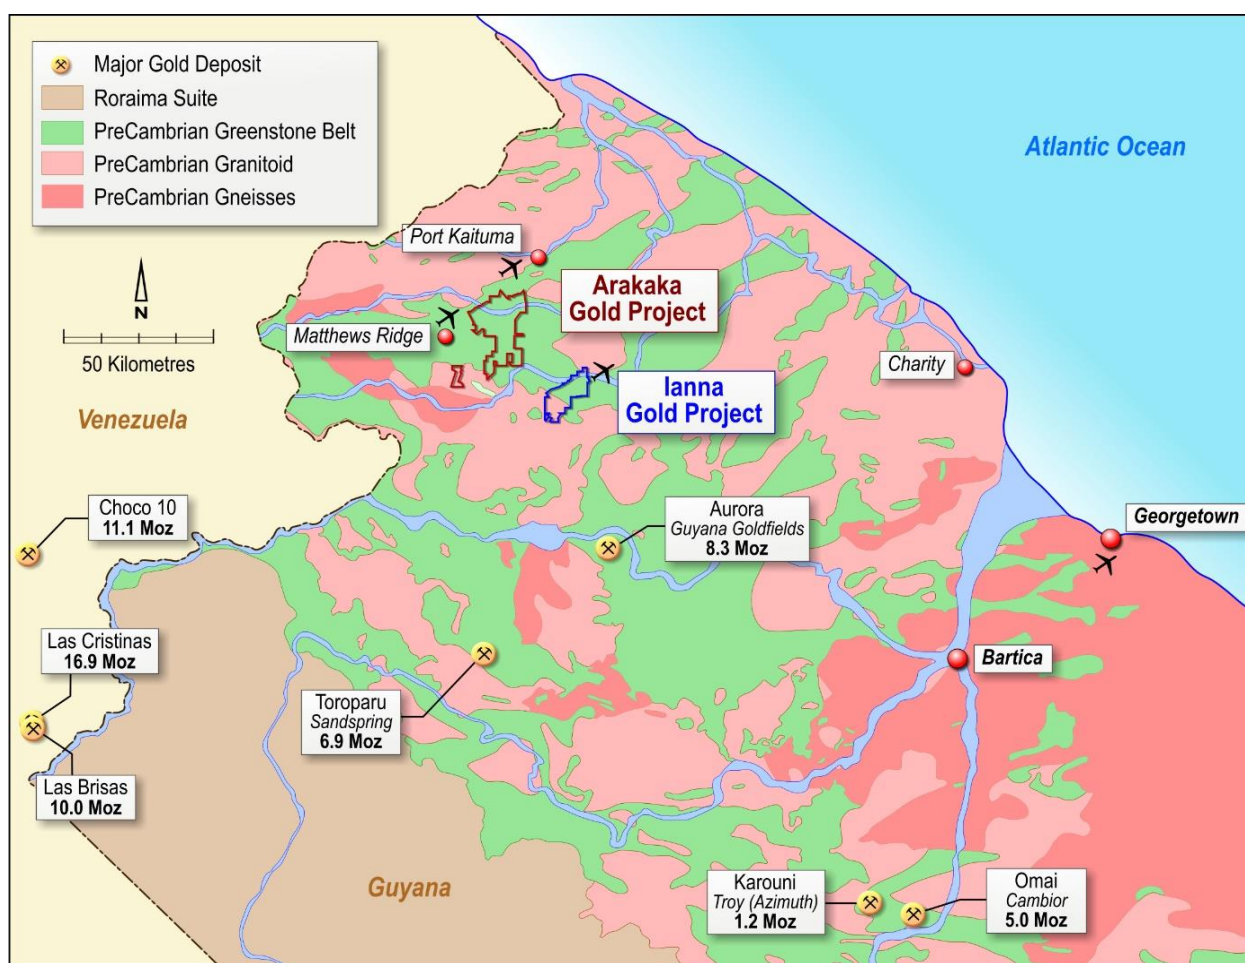 Major Gold Deposit
Roraima Suite
PreCambrian Greenstone Belt
PreCambrian Granitoid
PreCambrian Gneisses
Atlantic Ocean
Port Kaituma
N
50 Kilometres
Arakaka
Gold Project
Matthews Ridge
Ianna
Gold Project
Charity
Venezuela
Choco 10
11.1 Moz
Aurora
Guyana Goldfields
8.3 Moz
Georgetown
Las Cristinas
16.9 Moz
Bartica
Toroparu
Sandspring
6.9 Moz
Las Brisas
10.0 Moz
Guyana
Karouni
Troy (Azimuth)
1.2 Moz
Omai
Cambior
5.0 Moz